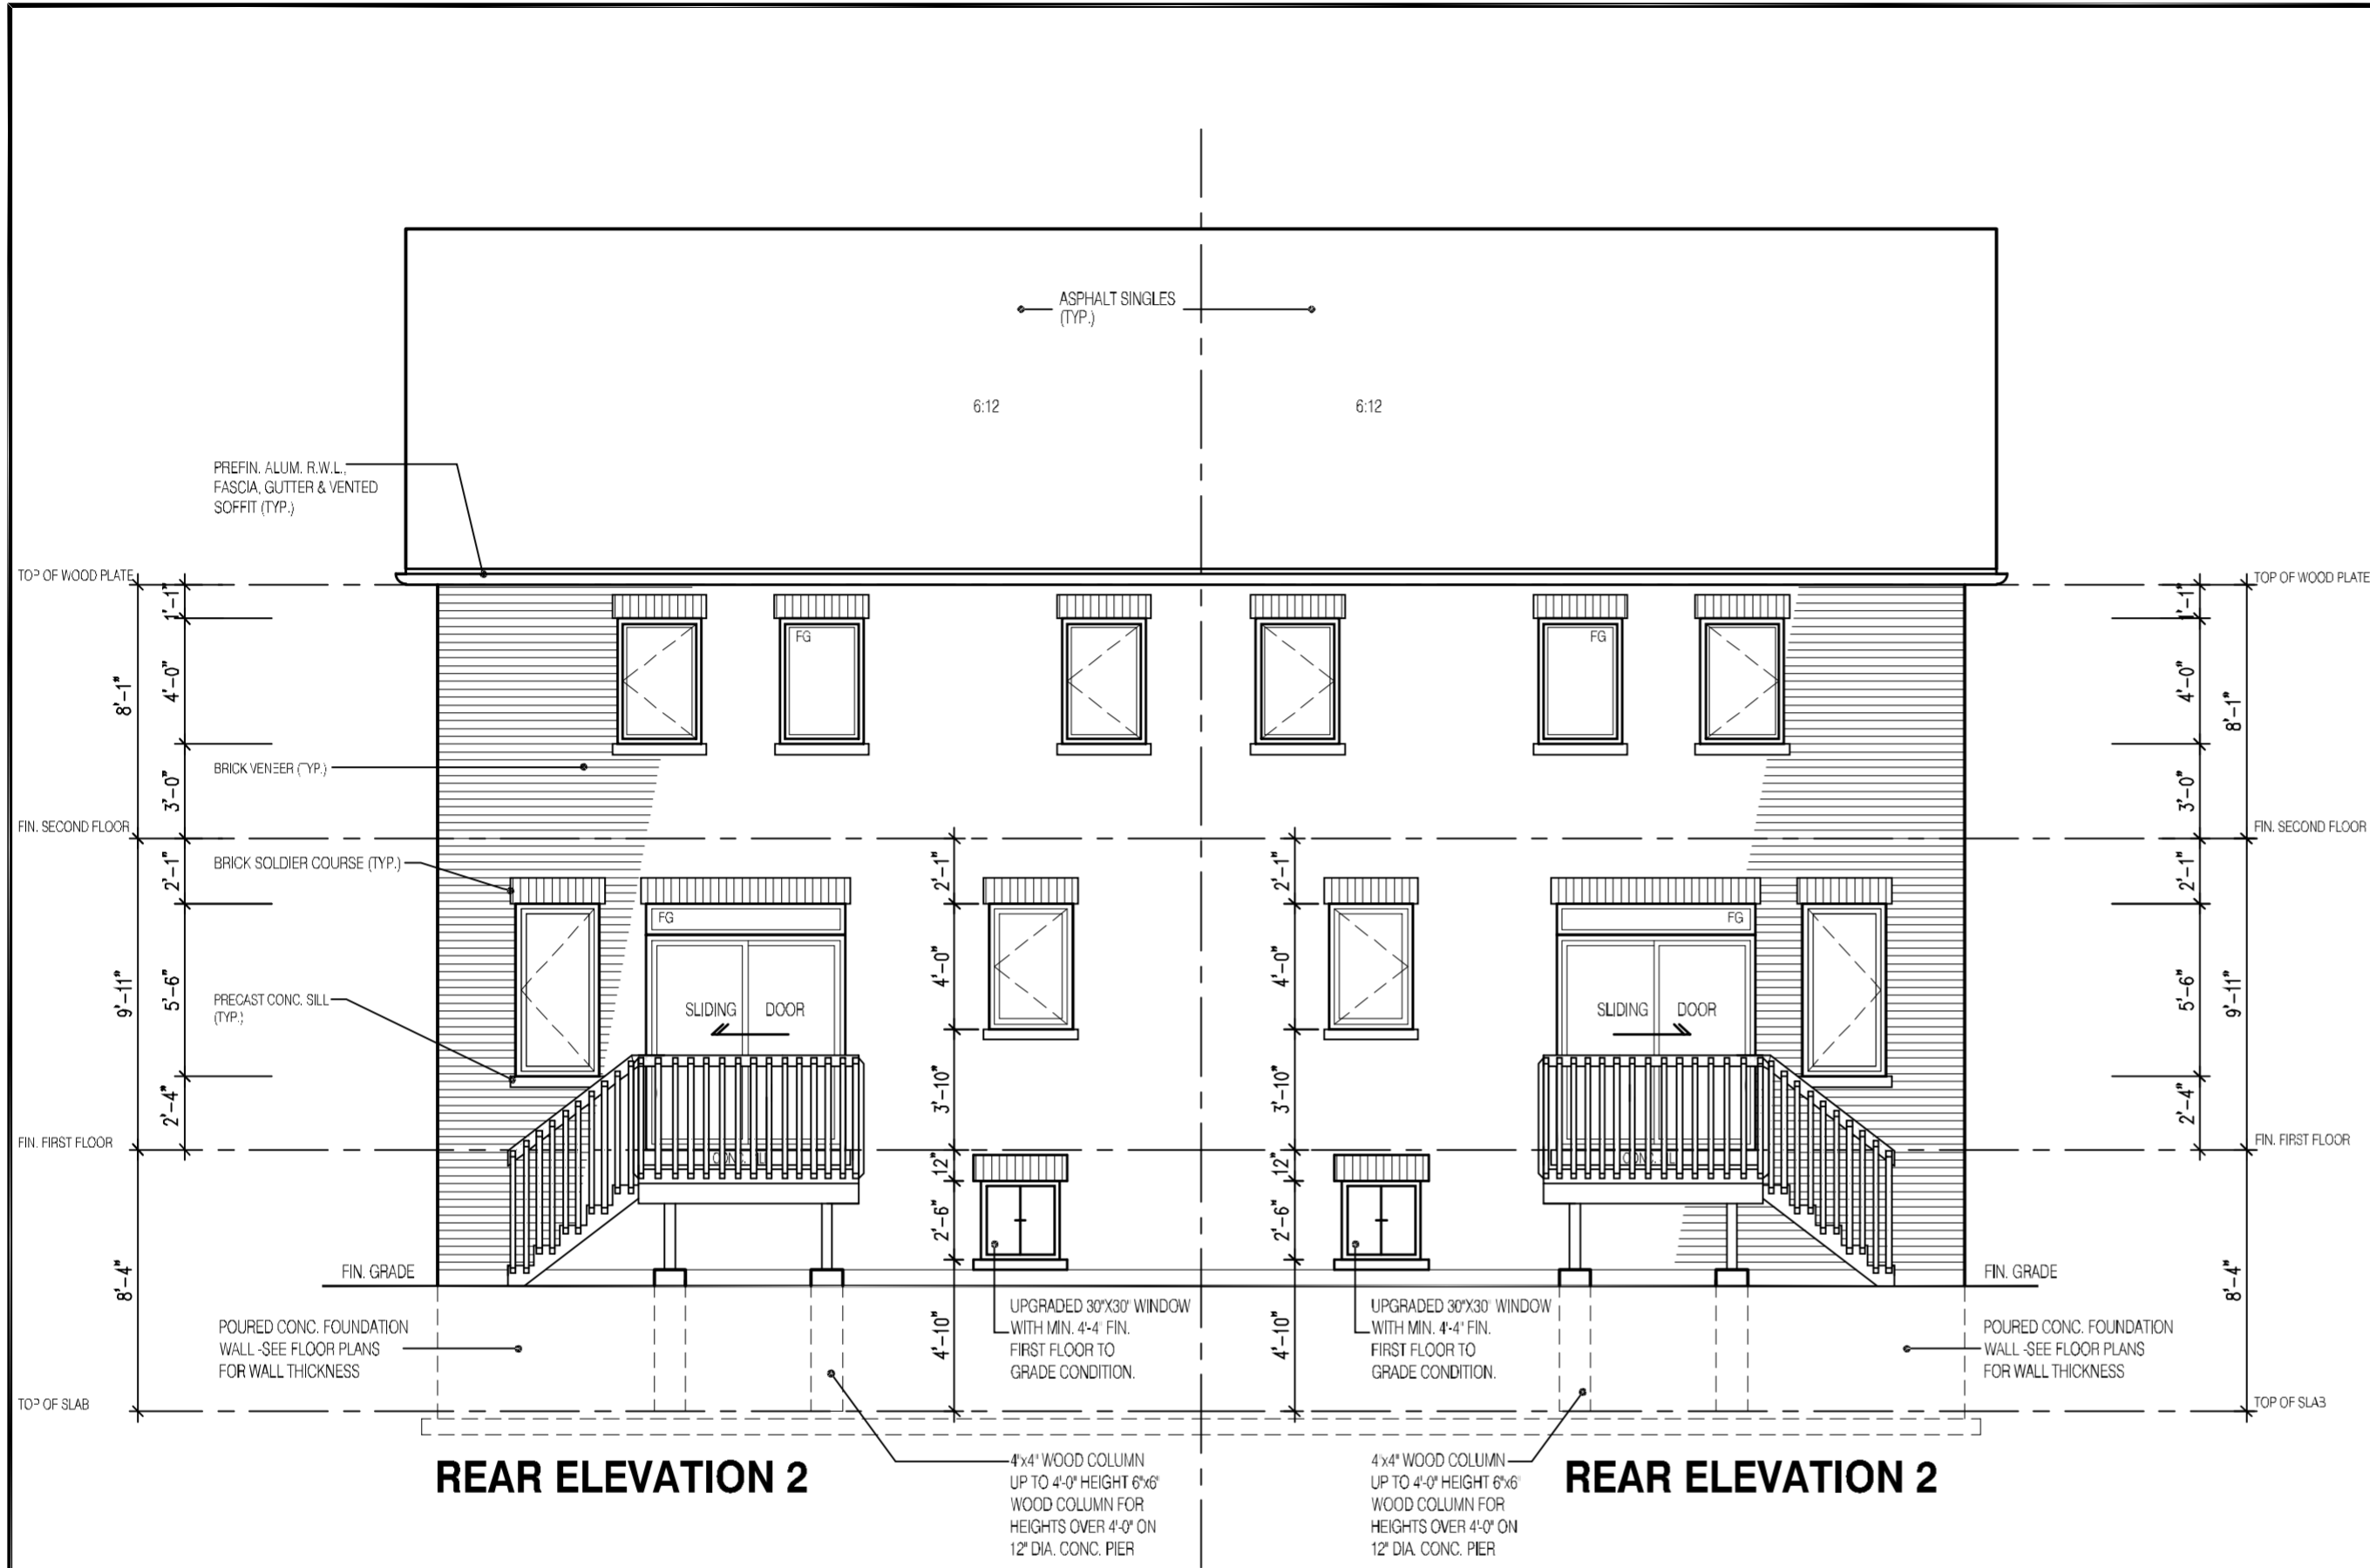 ASPHALT SINGLES
(TYP.)
6:12
6:12
PREFIN. ALUM. R.W.L.,
FASCIA, GUTTER & VENTED
SOFFIT (TYP.)
TOP OF WOOD PLATE
TOP OF WOOD PLATE
1'-1"
4'-0"
3'-0"
8'-1"
1'-1"
4'-0"
3'-0"
8'-1"
FG
FG
BRICK VENEER (TYP.)
FIN. SECOND FLOOR
FIN. SECOND FLOOR
BRICK SOLDIER COURSE (TYP.)
2'-1"
5'-6"
2'-4"
9'-11"
PRECAST CONC. SILL
(TYP.)
FG
SLIDING DOOR
2'-1"
4'-0"
3'-10"
2'-1"
4'-0"
3'-10"
FG
SLIDING DOOR
2'-1"
5'-6"
2'-4"
9'-11"
FIN. FIRST FLOOR
FIN. FIRST FLOOR
12"
2'-6"
4'-10"
12"
2'-6"
4'-10"
8'-4"
8'-4"
FIN. GRADE
FIN. GRADE
POURED CONC. FOUNDATION
WALL -SEE FLOOR PLANS
FOR WALL THICKNESS
UPGRADED 30"X30" WINDOW
WITH MIN. 4'-4" FIN.
FIRST FLOOR TO
GRADE CONDITION.
UPGRADED 30"X30" WINDOW
WITH MIN. 4'-4" FIN.
FIRST FLOOR TO
GRADE CONDITION.
POURED CONC. FOUNDATION
WALL -SEE FLOOR PLANS
FOR WALL THICKNESS
TOP OF SLAB
TOP OF SLAB
REAR ELEVATION 2
4"x4" WOOD COLUMN
UP TO 4'-0" HEIGHT 6"x6"
WOOD COLUMN FOR
HEIGHTS OVER 4'-0" ON
12" DIA. CONC. PIER
4"x4" WOOD COLUMN
UP TO 4'-0" HEIGHT 6"x6"
WOOD COLUMN FOR
HEIGHTS OVER 4'-0" ON
12" DIA. CONC. PIER
REAR ELEVATION 2